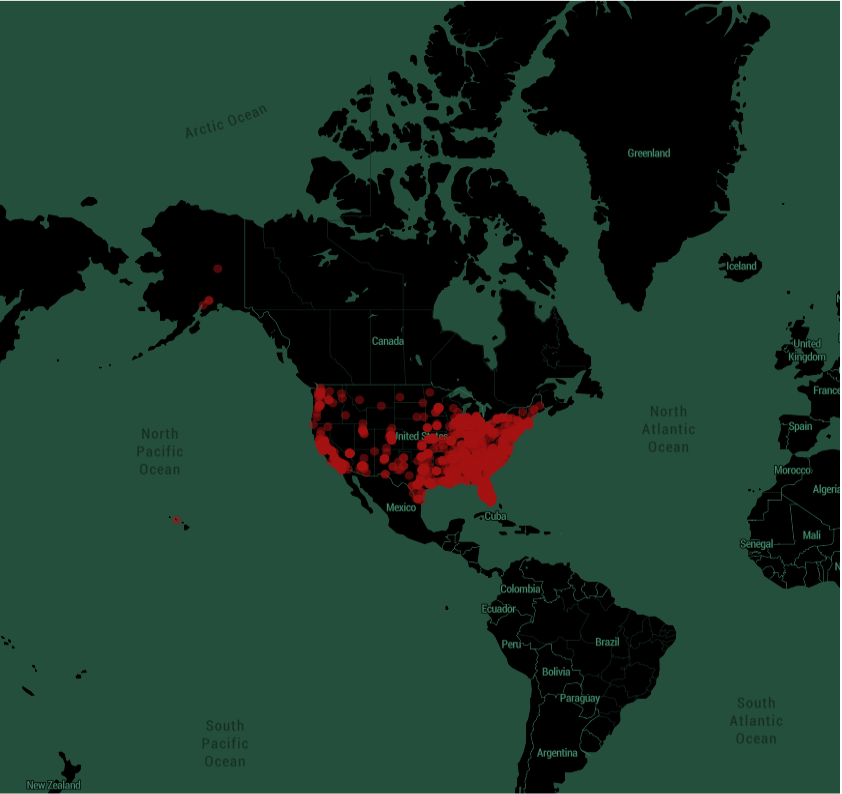 Arctic Ocean
Greenland
Iceland
Canada
United
Kingdom
France
North
Pacific
Ocean
North
Atlantic
Ocean
Spain
United States
Morocco
Algeria
Mexico
Cuba
Mali
Senegal
Colombia
Ecuador
Peru
Brazil
Bolivia
Paraguay
South
Pacific
Ocean
South
Atlantic
Ocean
Argentina
New Zealand